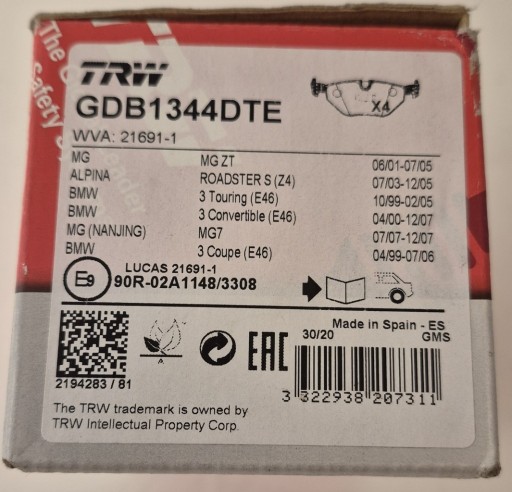 The
Safety
TRW
GDB1344DTE
X4
WVA: 21691-1
MG MG ZT 06/01-07/05
ALPINA ROADSTER S (Z4) 07/03-12/05
BMW 3 Touring (E46) 10/99-02/05
BMW 3 Convertible (E46) 04/00-12/07
MG (NANJING) MG7 07/07-12/07
BMW 3 Coupe (E46) 04/99-07/06
E9
LUCAS 21691-1
90R-02A1148/3308
Made in Spain - ES
30/20 GMS
A
EAC
2194283 / 81
3 322938 207311
The TRW trademark is owned by
TRW Intellectual Property Corp.